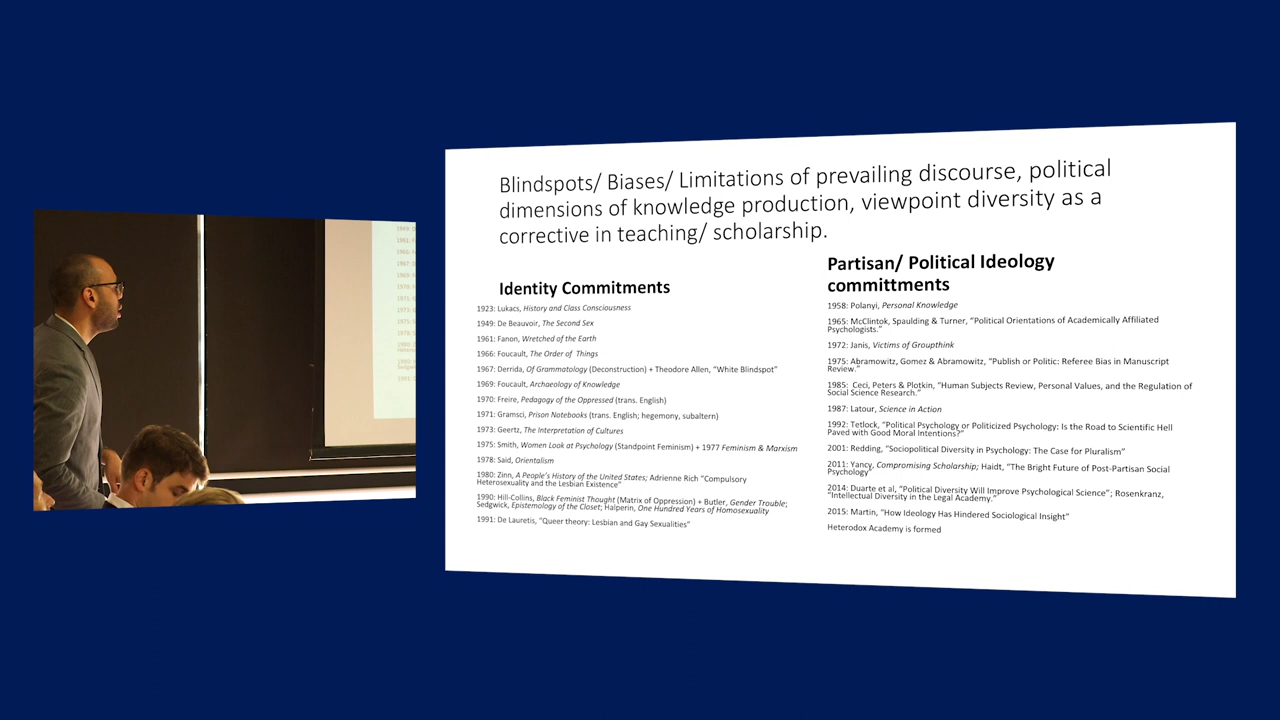 Blindspots/ Biases/ Limitations of prevailing discourse, political
dimensions of knowledge production, viewpoint diversity as a
corrective in teaching/ scholarship.
Identity Commitments
1923: Lukacs, History and Class Consciousness
1949: De Beauvoir, The Second Sex
1961: Fanon, Wretched of the Earth
1966: Foucault, The Order of Things
1967: Derrida, Of Grammatology (Deconstruction) + Theodore Allen, “White Blindspot”
1969: Foucault, Archaeology of Knowledge
1970: Freire, Pedagogy of the Oppressed (trans. English)
1971: Gramsci, Prison Notebooks (trans. English; hegemony, subaltern)
1973: Geertz, The Interpretation of Cultures
1975: Smith, Women Look at Psychology (Standpoint Feminism) + 1977 Feminism & Marxism
1978: Said, Orientalism
1980: Zinn, A People’s History of the United States; Adrienne Rich “Compulsory
Heterosexuality and the Lesbian Existence”
1990: Hill-Collins, Black Feminist Thought (Matrix of Oppression) + Butler, Gender Trouble;
Sedgwick, Epistemology of the Closet; Halperin, One Hundred Years of Homosexuality
1991: De Lauretis, “Queer theory: Lesbian and Gay Sexualities”
Partisan/ Political Ideology
committments
1958: Polanyi, Personal Knowledge
1965: McClintok, Spaulding & Turner, “Political Orientations of Academically Affiliated
Psychologists.”
1972: Janis, Victims of Groupthink
1975: Abramowitz, Gomez & Abramowitz, “Publish or Politic: Referee Bias in Manuscript
Review.”
1985: Ceci, Peters & Plotkin, “Human Subjects Review, Personal Values, and the Regulation of
Social Science Research.”
1987: Latour, Science in Action
1992: Tetlock, “Political Psychology or Politicized Psychology: Is the Road to Scientific Hell
Paved with Good Moral Intentions?”
2001: Redding, “Sociopolitical Diversity in Psychology: The Case for Pluralism”
2011: Yancy, Compromising Scholarship; Haidt, “The Bright Future of Post-Partisan Social
Psychology”
2014: Duarte et al, “Political Diversity Will Improve Psychological Science”; Rosenkranz,
“Intellectual Diversity in the Legal Academy.”
2015: Martin, “How Ideology Has Hindered Sociological Insight”
Heterodox Academy is formed